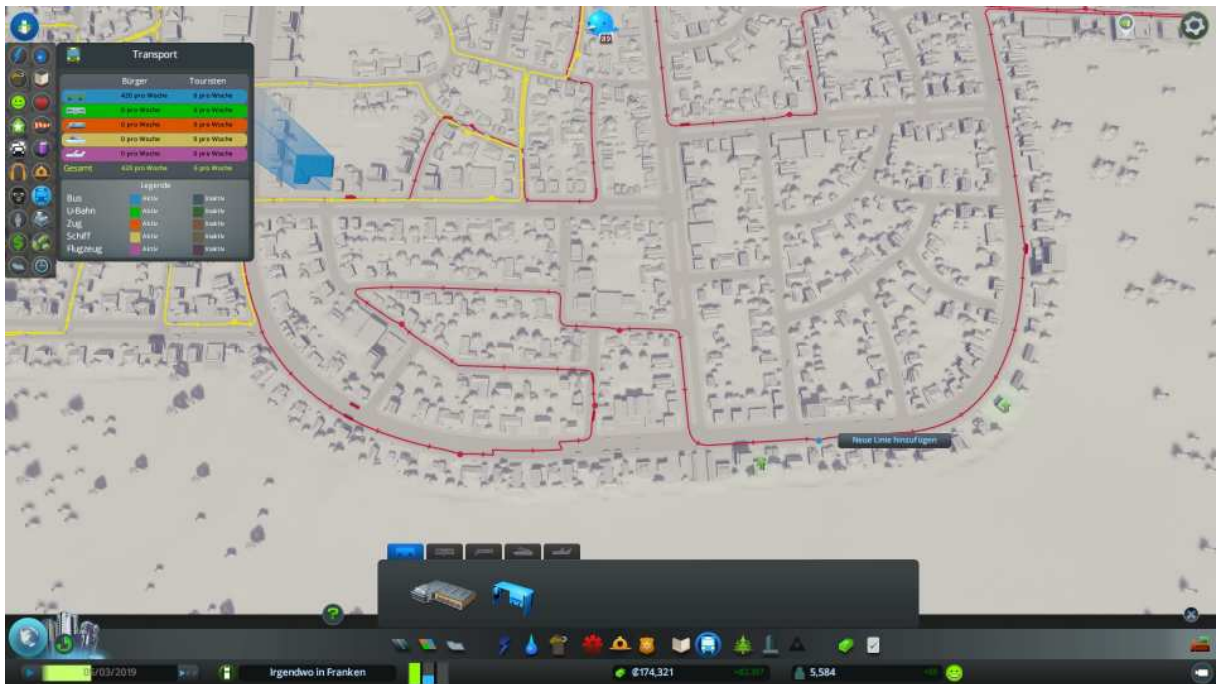 Transport
Bürger Touristen
420 pro Woche 0 pro Woche
0 pro Woche 0 pro Woche
0 pro Woche 0 pro Woche
0 pro Woche 0 pro Woche
0 pro Woche 0 pro Woche
Gesamt 420 pro Woche 0 pro Woche
Legende
Bus Aktiv Inaktiv
U-Bahn Aktiv Inaktiv
Zug Aktiv Inaktiv
Schiff Aktiv Inaktiv
Flugzeug Aktiv Inaktiv
Neue Linie hinzufügen
?
/03/2019 Irgendwo in Franken ₡174,321 5,584